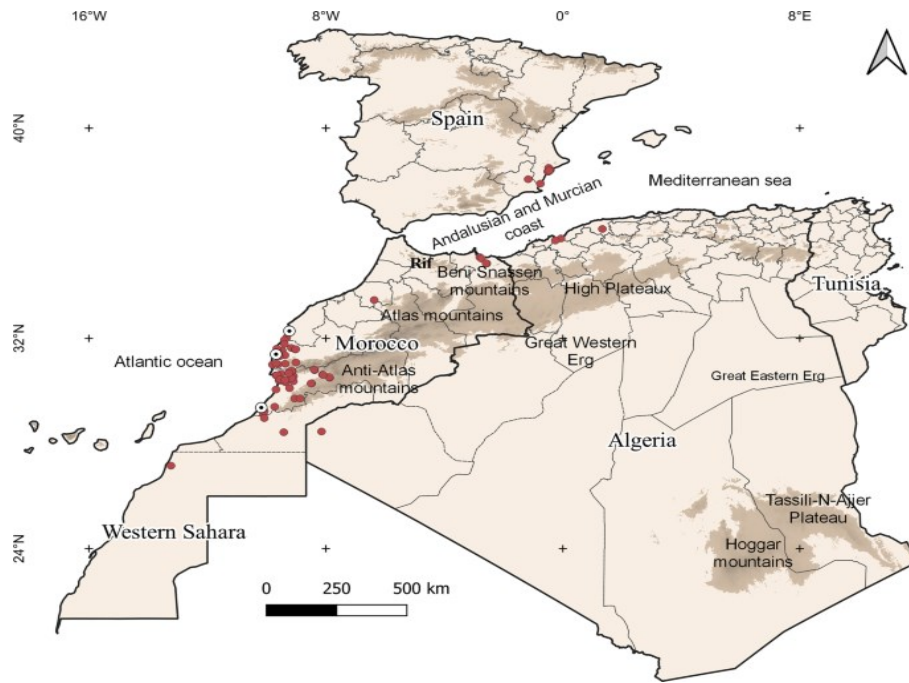 16°W
8°W
0°
8°E
40°N
Spain
Mediterranean sea
Andalusian and Murcian
coast
Rif
Beni Snassen
mountains
High Plateaux
Tunisia
Atlas mountains
32°N
Morocco
Great Western
Erg
Atlantic ocean
Anti-Atlas
mountains
Great Eastern Erg
Algeria
Tassili-N-Ajjer
Plateau
Western Sahara
24°N
Hoggar
mountains
0
250
500 km